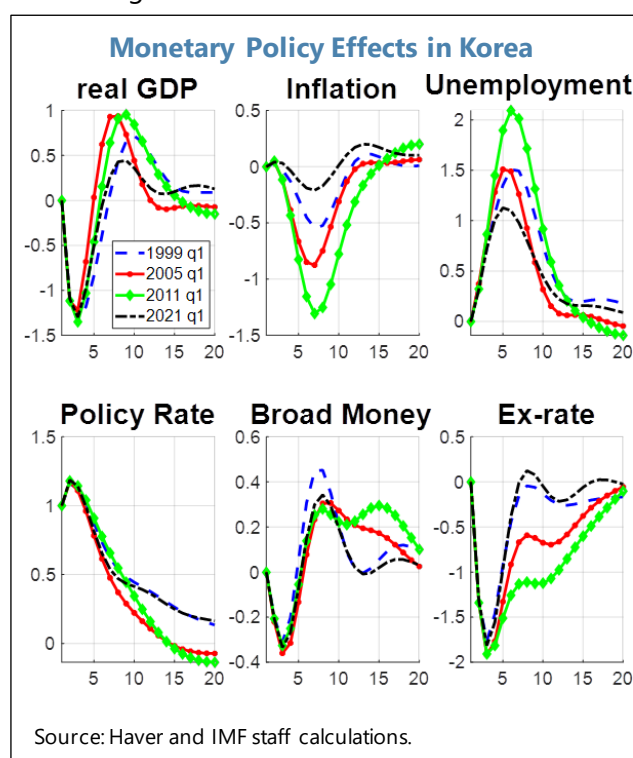 Monetary Policy Effects in Korea
real GDP Inflation Unemployment
1
0.5
0
-0.5
-1
-1.5
5 10 15 20
1999 q1
2005 q1
2011 q1
2021 q1
0.5
0
-0.5
-1
-1.5
5 10 15 20
2
1.5
1
0.5
0
5 10 15 20
Policy Rate Broad Money Ex-rate
1.5
1
0.5
0
5 10 15 20
0.6
0.4
0.2
0
-0.2
-0.4
5 10 15 20
0.5
0
-0.5
-1
-1.5
-2
5 10 15 20
Source: Haver and IMF staff calculations.